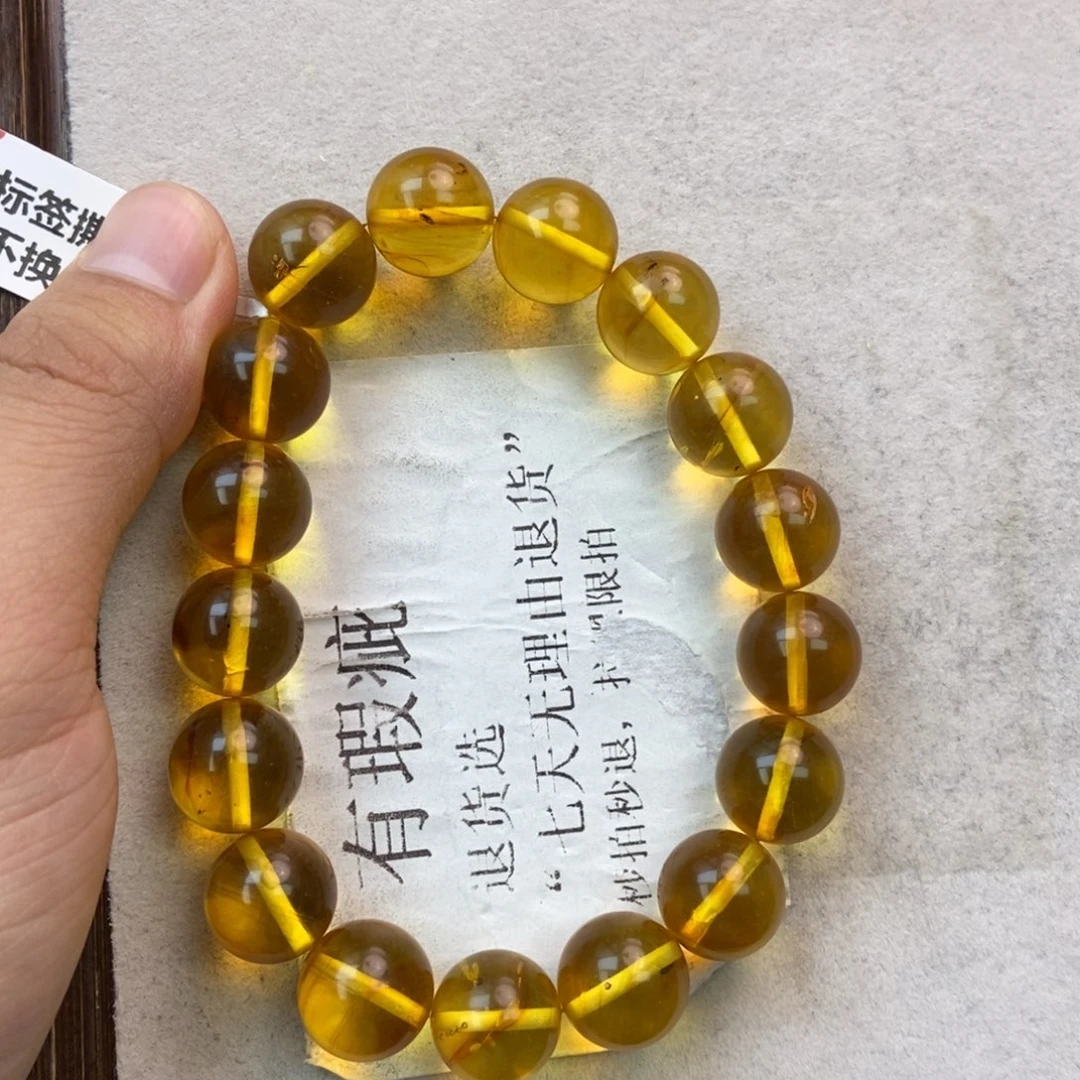 标签撕
不换
有瑕疵
退货选
“七天无理由退货”
秒拍秒退，限拍